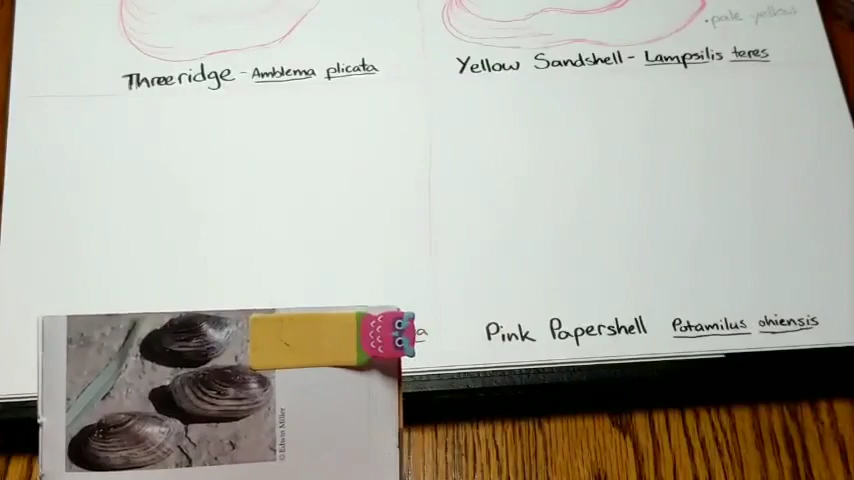 ·pale yellow
Threeridge - Amblema plicata
Yellow Sandshell - Lampsilis teres
Pink Papershell Potamilus ohiensis
© Edwin Miller